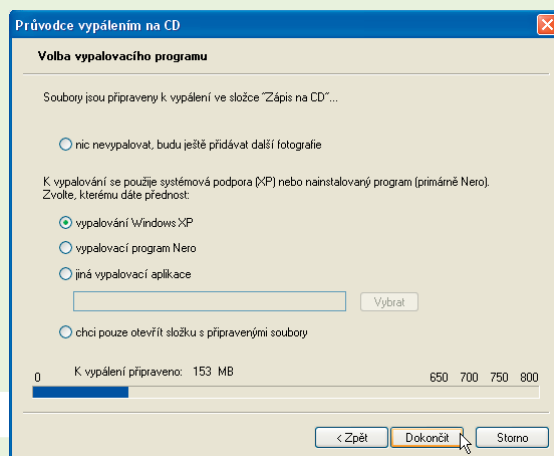 Průvodce vypálením na CD
Volba vypalovacího programu
Soubory jsou připraveny k vypálení ve složce "Zápis na CD"...
nic nevypalovat, budu ještě přidávat další fotografie
K vypalování se použije systémová podpora (XP) nebo nainstalovaný program (primárně Nero).
Zvolte, kterému dáte přednost:
vypalování Windows XP
vypalovací program Nero
jiná vypalovací aplikace
Vybrat
chci pouze otevřít složku s připravenými soubory
0 K vypálení připraveno: 153 MB 650 700 750 800
< Zpět Dokončit Storno